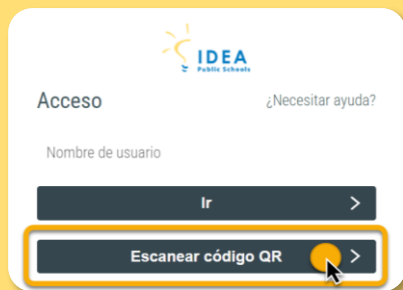 IDEA
Public Schools
Acceso
¿Necesitar ayuda?
Nombre de usuario
Ir
Escanear código QR